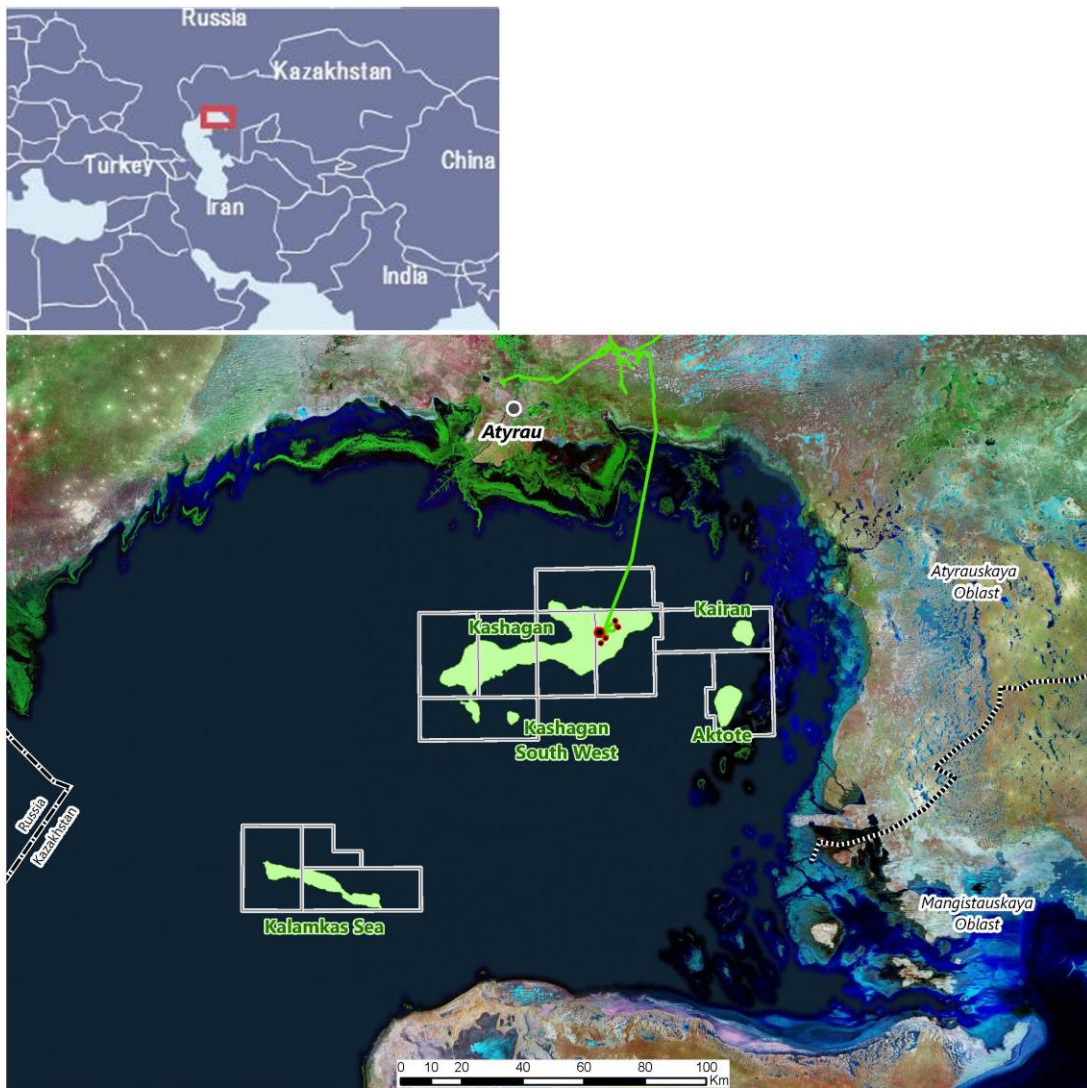 Russia
Kazakhstan
Turkey
China
Iran
India
Atyrau
Atyrauskaya
Oblast
Kashagan
Kairan
Kashagan
South West
Aktote
Russia
Kazakhstan
Kalamkas Sea
Mangistauskaya
Oblast
0 10 20 40 60 80 100
Km